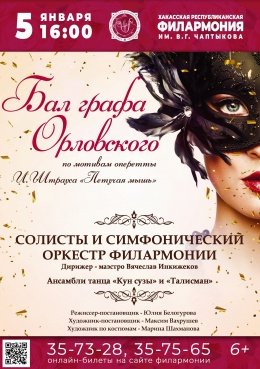 5 ЯНВАРЯ
16:00
ХАКАССКАЯ РЕСПУБЛИКАНСКАЯ
ФИЛАРМОНИЯ
ИМ. В.Г. ЧАПТЫКОВА
Бал графа
Орловского
по мотивам оперетты
И.Штрауса «Летучая мышь»
СОЛИСТЫ И СИМФОНИЧЕСКИЙ
ОРКЕСТР ФИЛАРМОНИИ
Дирижер - маэстро Вячеслав Инкижеков
Ансамбли танца «Кун сузы» и «Талисман»
Режиссер-постановщик - Юлия Белогурова
Художник-постановщик - Максим Вахрушев
Художник по костюмам - Марина Шахманова
35-73-28, 35-75-65 6+
онлайн-билеты на сайте филармонии